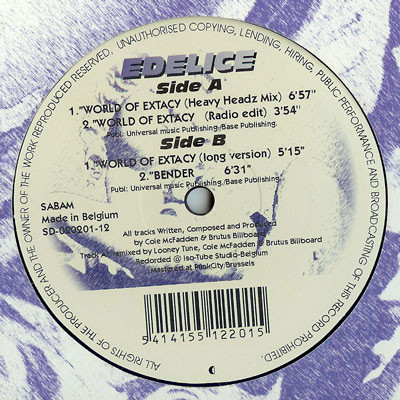 EDELICE
Side A
1."WORLD OF EXTACY (Heavy Headz Mix) 6'57"
2."WORLD OF EXTACY (Radio edit) 3'54"
Publ: Universal music Publishing/Base Publishing.
Side B
1."WORLD OF EXTACY (long version) 5'15"
2."BENDER 6'31"
Publ: Universal music Publishing/Base Publishing.
SABAM
Made in Belgium
SD-020201-12
All tracks Written, Composed and Produced
by Cole McFadden & Brutus Billboard
Track A1 remixed by Looney Tune, Cole McFadden & Brutus Billboard
Recorded @ Iso-Tube Studio-Belgium
Mastered at PunkCity/Brussels
5 414155 122015
ALL RIGHTS OF THE PRODUCER AND THE OWNER OF THE WORK REPRODUCED RESERVED. UNAUTHORISED COPYING, LENDING, HIRING, PUBLIC PERFORMANCE AND BROADCASTING OF THIS RECORD PROHIBITED.